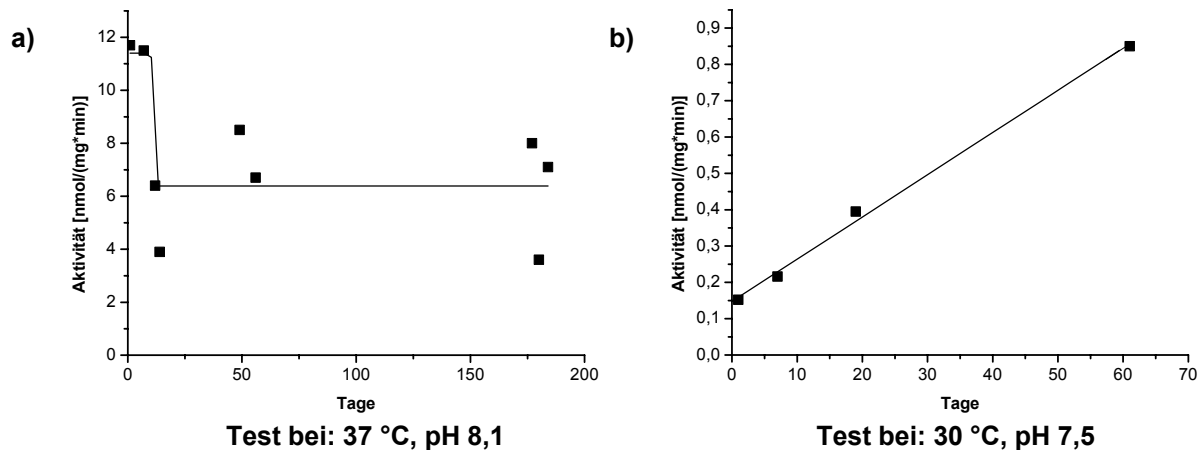 a)
Aktivität [nmol/(mg*min)]
12
10
8
6
4
2
0
0 50 100 150 200
Tage
Test bei: 37 °C, pH 8,1
b)
Aktivität [nmol/(mg*min)]
0,9
0,8
0,7
0,6
0,5
0,4
0,3
0,2
0,1
0,0
0 10 20 30 40 50 60 70
Tage
Test bei: 30 °C, pH 7,5